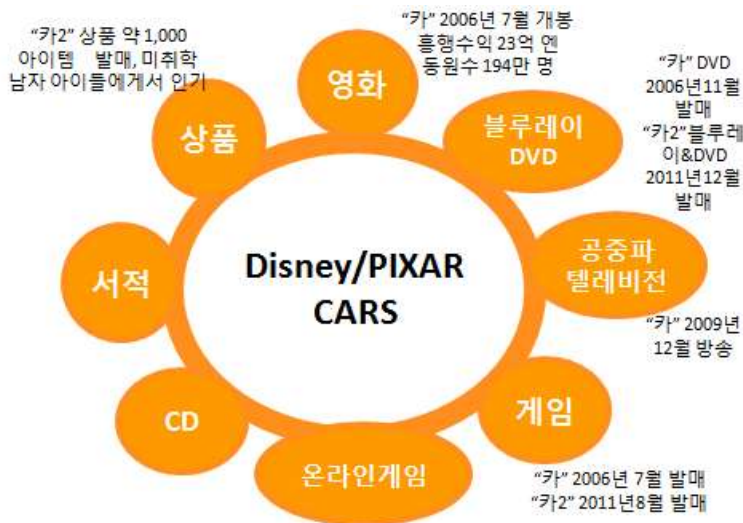 “카2” 상품 약 1,000
아이템 발매, 미취학
남자 아이들에게서 인기
“카” 2006년 7월 개봉
흥행수익 23억 엔
동원수 194만 명
영화
“카” DVD
2006년11월
발매
“카2”블루레
이&DVD
2011년12월
발매
블루레이
DVD
상품
공중파
텔레비전
“카” 2009년
12월 방송
서적
Disney/PIXAR
CARS
게임
“카” 2006년 7월 발매
“카2” 2011년8월 발매
온라인게임
CD